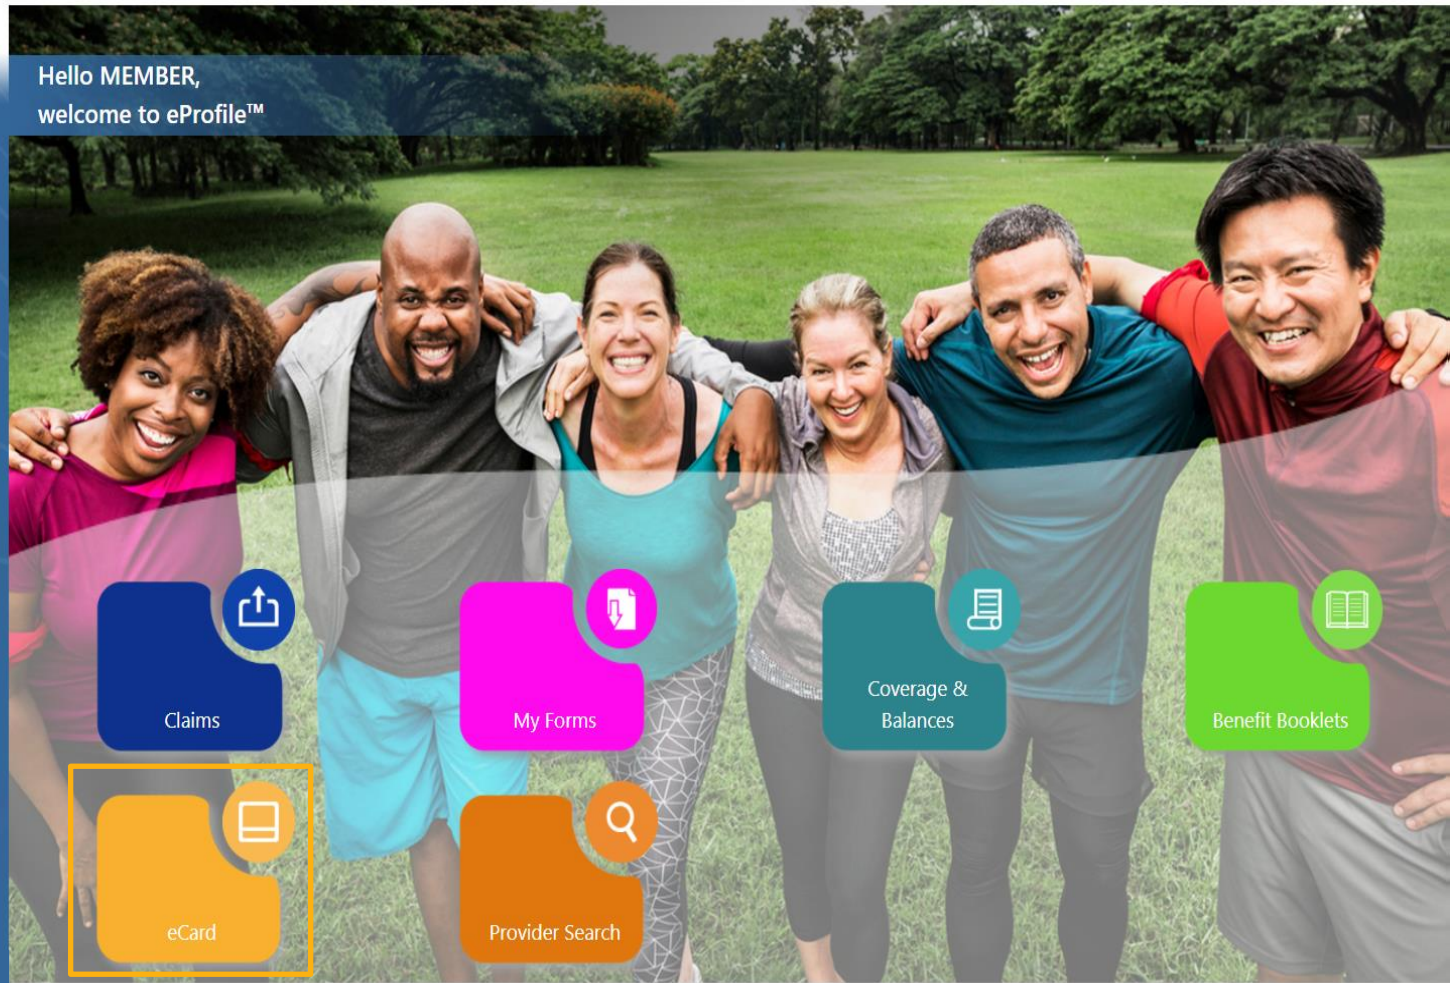 Hello MEMBER,
welcome to eProfile™
Claims
My Forms
Coverage &
Balances
Benefit Booklets
eCard
Provider Search